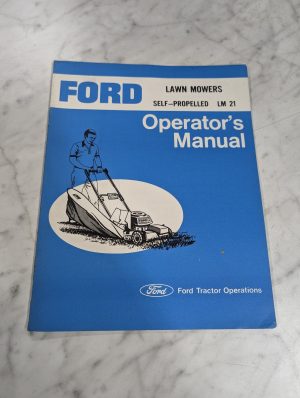 FORD
LAWN MOWERS
SELF-PROPELLED LM 21
Operator's
Manual
Ford
Ford Tractor Operations